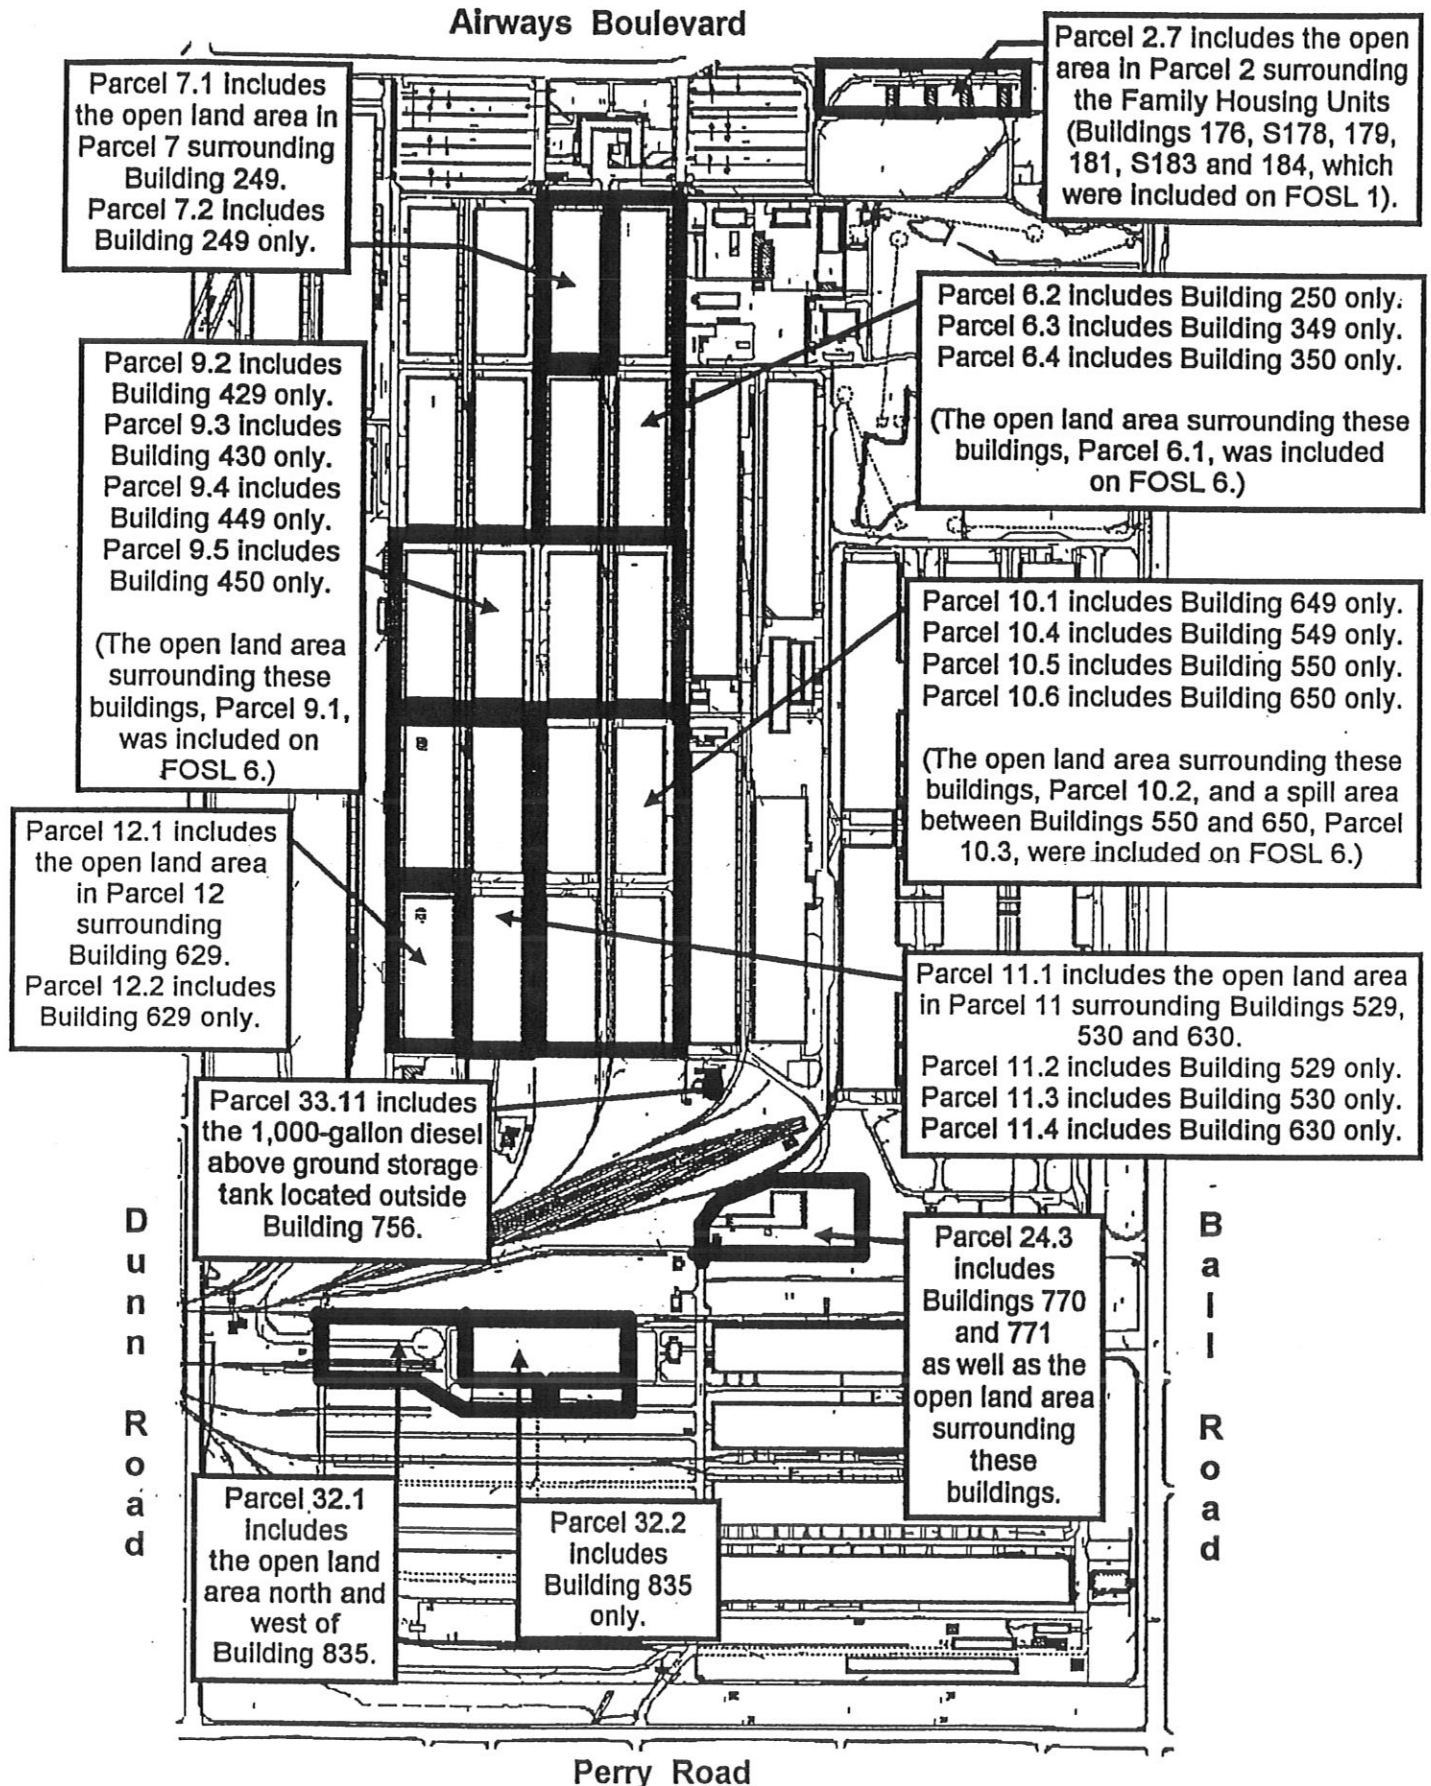 Airways Boulevard
Parcel 7.1 includes
the open land area in
Parcel 7 surrounding
Building 249.
Parcel 7.2 includes
Building 249 only.
Parcel 2.7 includes the open
area in Parcel 2 surrounding
the Family Housing Units
(Buildings 176, S178, 179,
181, S183 and 184, which
were included on FOSL 1).
Parcel 6.2 includes Building 250 only.
Parcel 6.3 includes Building 349 only.
Parcel 6.4 includes Building 350 only.
(The open land area surrounding these
buildings, Parcel 6.1, was included
on FOSL 6.)
Parcel 9.2 includes
Building 429 only.
Parcel 9.3 includes
Building 430 only.
Parcel 9.4 includes
Building 449 only.
Parcel 9.5 includes
Building 450 only.
(The open land area
surrounding these
buildings, Parcel 9.1,
was included on
FOSL 6.)
Parcel 10.1 includes Building 649 only.
Parcel 10.4 includes Building 549 only.
Parcel 10.5 includes Building 550 only.
Parcel 10.6 includes Building 650 only.
(The open land area surrounding these
buildings, Parcel 10.2, and a spill area
between Buildings 550 and 650, Parcel
10.3, were included on FOSL 6.)
Parcel 12.1 includes
the open land area
in Parcel 12
surrounding
Building 629.
Parcel 12.2 includes
Building 629 only.
Parcel 11.1 includes the open land area
in Parcel 11 surrounding Buildings 529,
530 and 630.
Parcel 11.2 includes Building 529 only.
Parcel 11.3 includes Building 530 only.
Parcel 11.4 includes Building 630 only.
Parcel 33.11 includes
the 1,000-gallon diesel
above ground storage
tank located outside
Building 756.
Parcel 24.3
includes
Buildings 770
and 771
as well as the
open land area
surrounding
these
buildings.
Dunn Road
Ball Road
Parcel 32.1
includes
the open land
area north and
west of
Building 835.
Parcel 32.2
includes
Building 835
only.
Perry Road